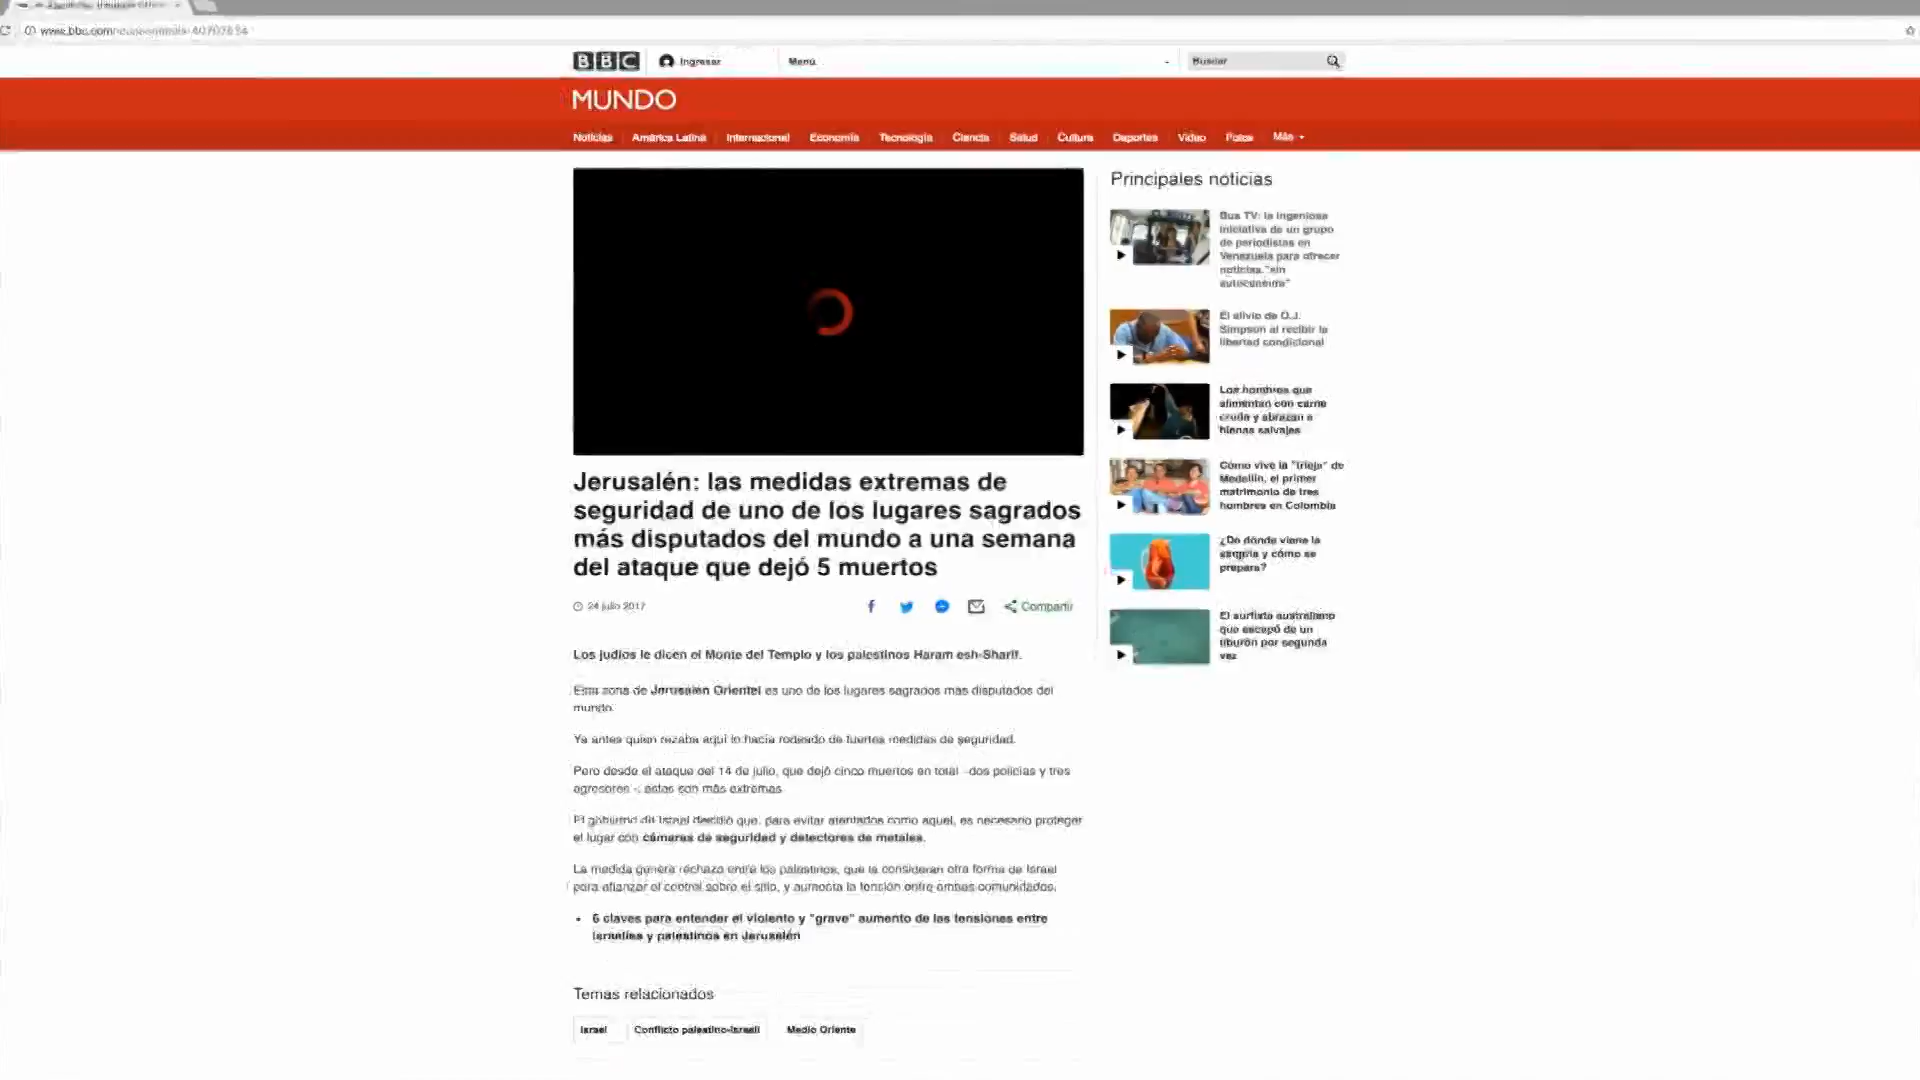 www.bbc.com
BBC
Ingresar
Menú
Buscar
MUNDO
Noticias América Latina Internacional Economía Tecnología Ciencia Salud Cultura Deportes Video Fotos Más
Jerusalén: las medidas extremas de
seguridad de uno de los lugares sagrados
más disputados del mundo a una semana
del ataque que dejó 5 muertos
24 julio 2017
Compartir
Los judíos le dicen el Monte del Templo y los palestinos Haram esh-Sharif.
Esta zona de Jerusalén Oriental es uno de los lugares sagrados más disputados del
mundo.
Ya antes quien rezaba aquí lo hacía rodeado de fuertes medidas de seguridad.
Pero desde el ataque del 14 de julio, que dejó cinco muertos en total -dos policías y tres
agresores -, estas son más extremas.
El gobierno de Israel decidió que, para evitar atentados como aquel, es necesario proteger
el lugar con cámaras de seguridad y detectores de metales.
La medida genera rechazo entre los palestinos, que la consideran otra forma de Israel
para afianzar el control sobre el sitio, y aumenta la tensión entre ambas comunidades.
6 claves para entender el violento y "grave" aumento de las tensiones entre
israelíes y palestinos en Jerusalén
Temas relacionados
Israel
Conflicto palestino-israelí
Medio Oriente
Principales noticias
Bus TV: la ingeniosa
iniciativa de un grupo
de periodistas en
Venezuela para ofrecer
noticias "sin
autocensura"
El alivio de O.J.
Simpson al recibir la
libertad condicional
Los hombres que
alimentan con carne
cruda y abrazan a
hienas salvajes
Cómo vive la "trieja" de
Medellín, el primer
matrimonio de tres
hombres en Colombia
¿De dónde viene la
sangría y cómo se
prepara?
El surfista australiano
que escapó de un
tiburón por segunda
vez